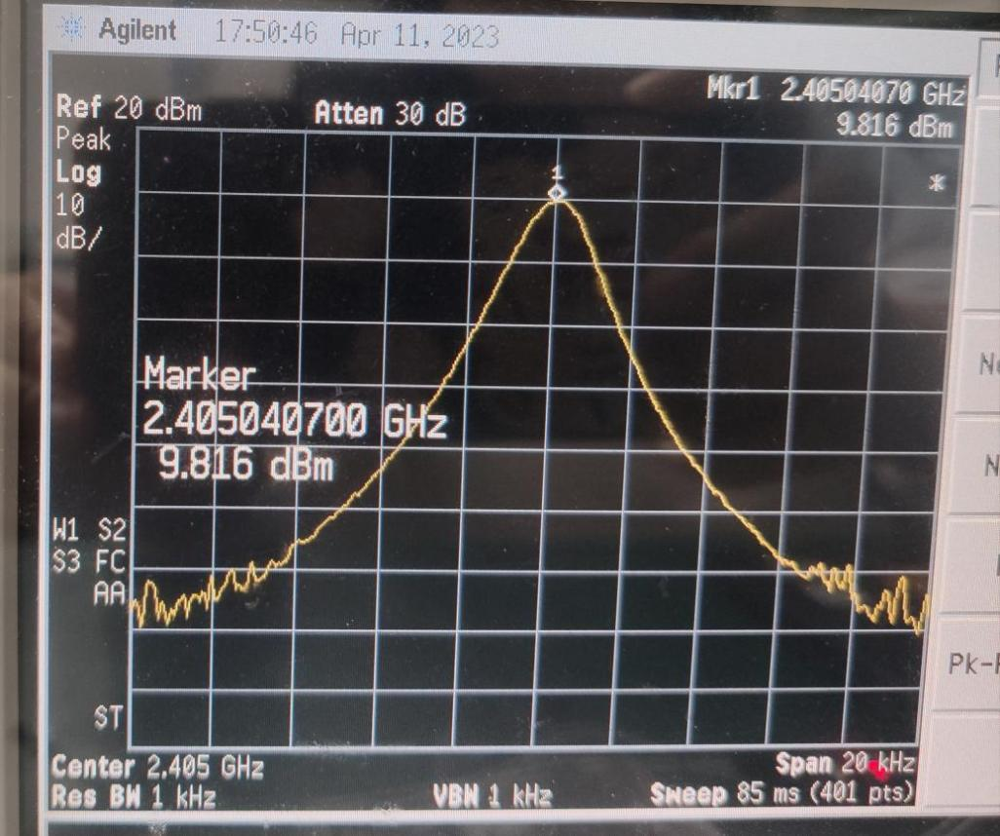 Agilent 17:50:46 Apr 11, 2023
Mkr1 2.40504070 GHz
Ref 20 dBm Atten 30 dB 9.816 dBm
Peak
Log
10
dB/
1
*
Marker
2.405040700 GHz
9.816 dBm
W1 S2
S3 FC
AA
ST
Center 2.405 GHz Span 20 kHz
Res BW 1 kHz VBW 1 kHz Sweep 85 ms (401 pts)